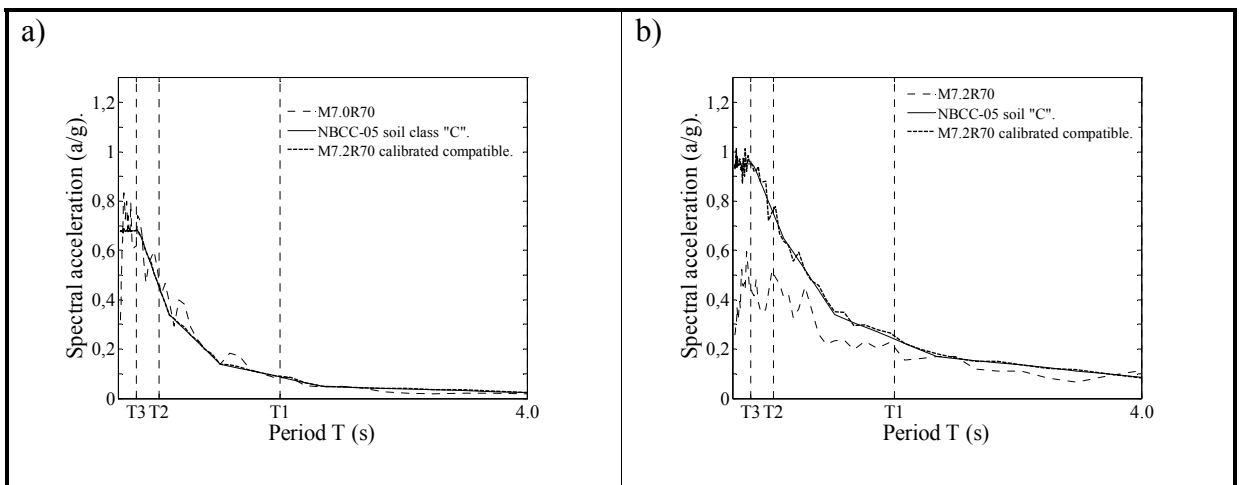 a)
1,2
1
0,8
0,6
0,4
0,2
0
Spectral acceleration (a/g).
M7.0R70
NBCC-05 soil class "C".
M7.2R70 calibrated compatible.
T3 T2 T1 4.0
Period T (s)
b)
1,2
1
0,8
0,6
0,4
0,2
0
Spectral acceleration (a/g).
M7.2R70
NBCC-05 soil "C".
M7.2R70 calibrated compatible.
T3 T2 T1 4.0
Period T (s)